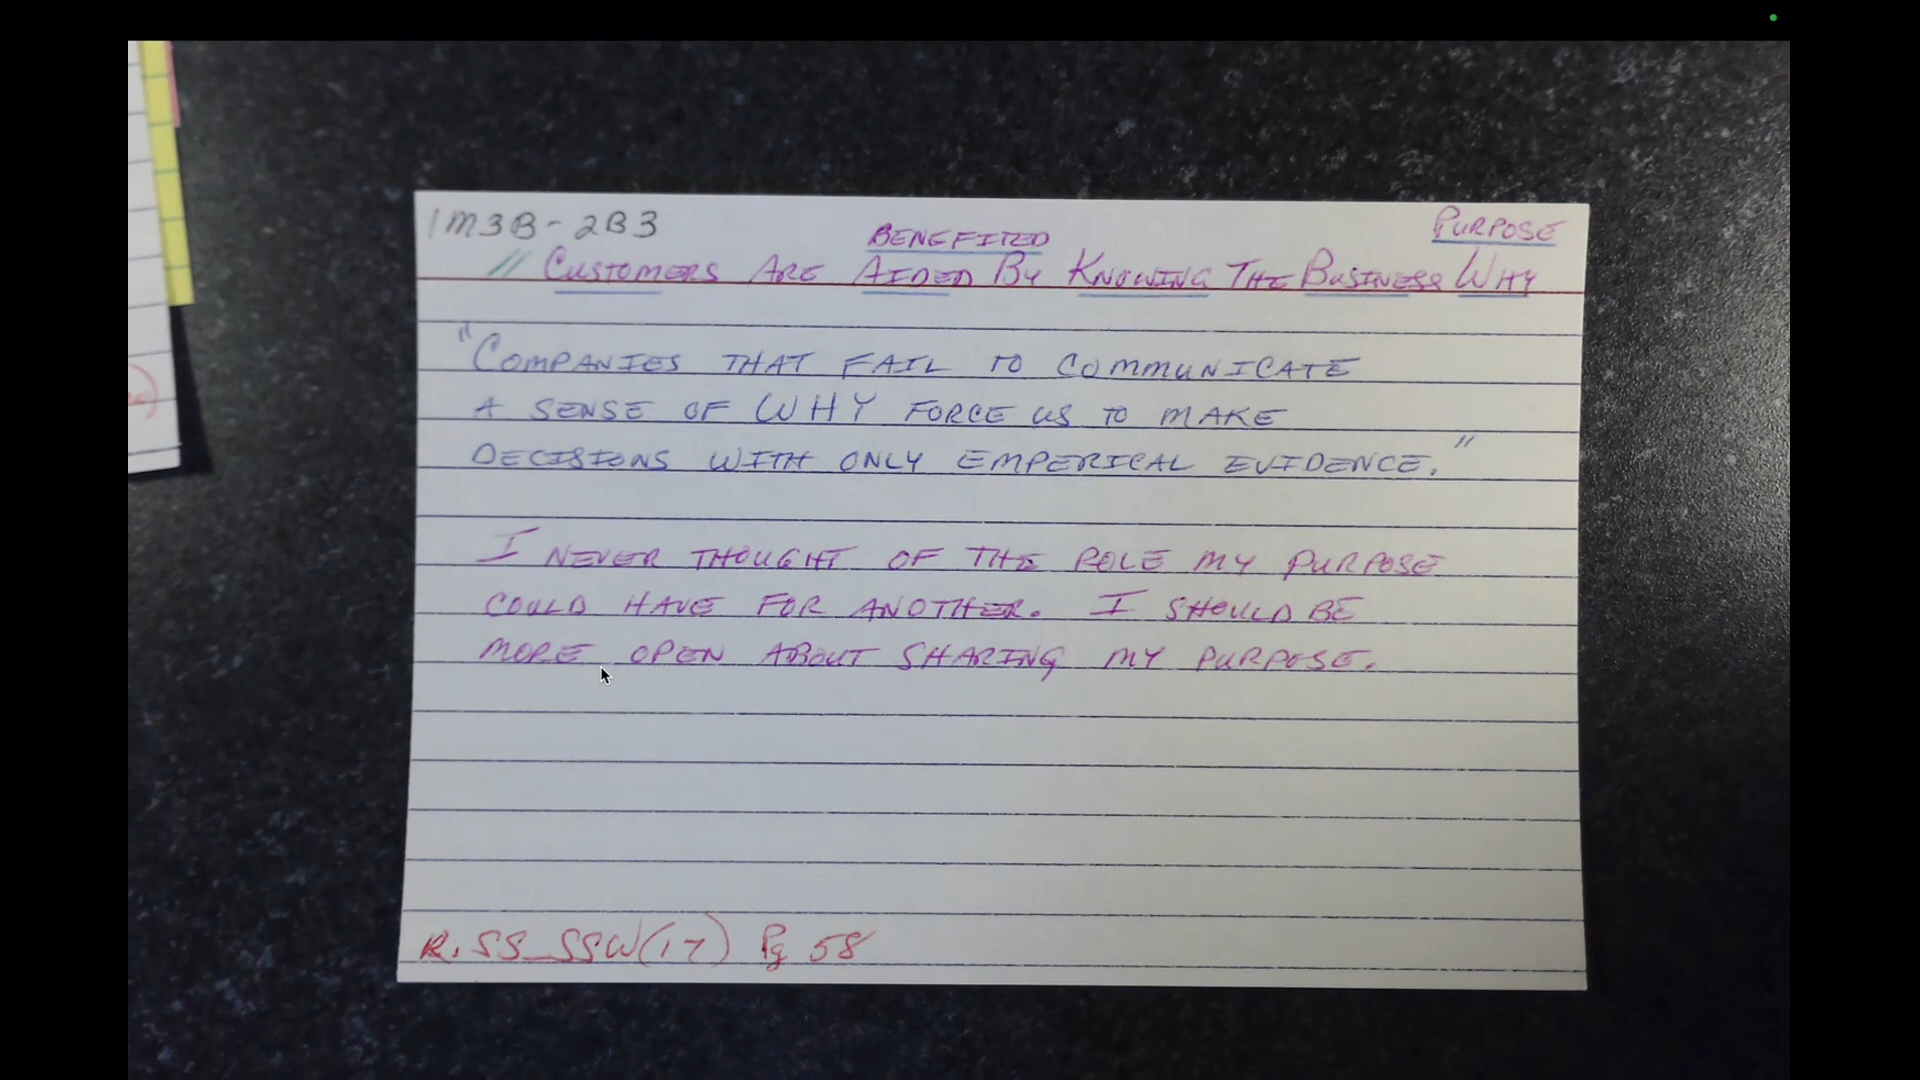 1M3B-2B3
BENEFITED
PURPOSE
// CUSTOMERS ARE AIDED BY KNOWING THE BUSINESS WHY
"COMPANIES THAT FAIL TO COMMUNICATE
A SENSE OF WHY FORCE US TO MAKE
DECISIONS WITH ONLY EMPERICAL EVIDENCE."
I NEVER THOUGHT OF THE ROLE MY PURPOSE
COULD HAVE FOR ANOTHER. I SHOULD BE
MORE OPEN ABOUT SHARING MY PURPOSE.
R. SS_SSW(17) Pg 58